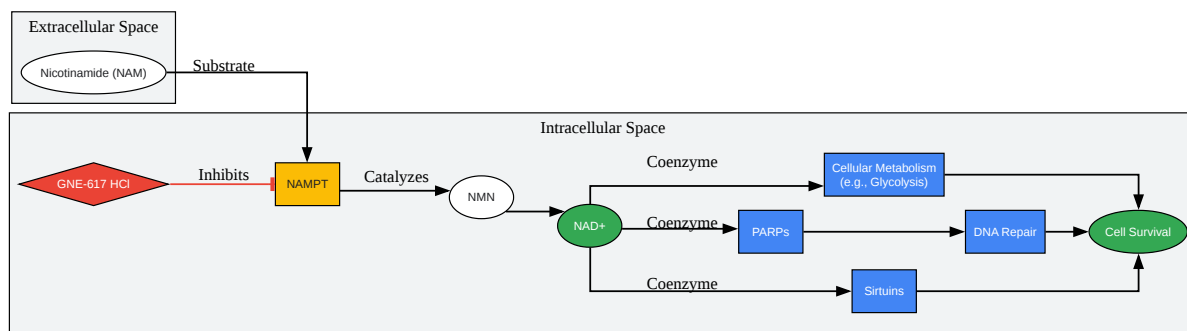 Extracellular Space
Nicotinamide (NAM)
Substrate
Intracellular Space
GNE-617 HCl
Inhibits
NAMPT
Catalyzes
NMN
NAD+
Coenzyme
Cellular Metabolism
(e.g., Glycolysis)
Coenzyme
PARPs
DNA Repair
Cell Survival
Coenzyme
Sirtuins